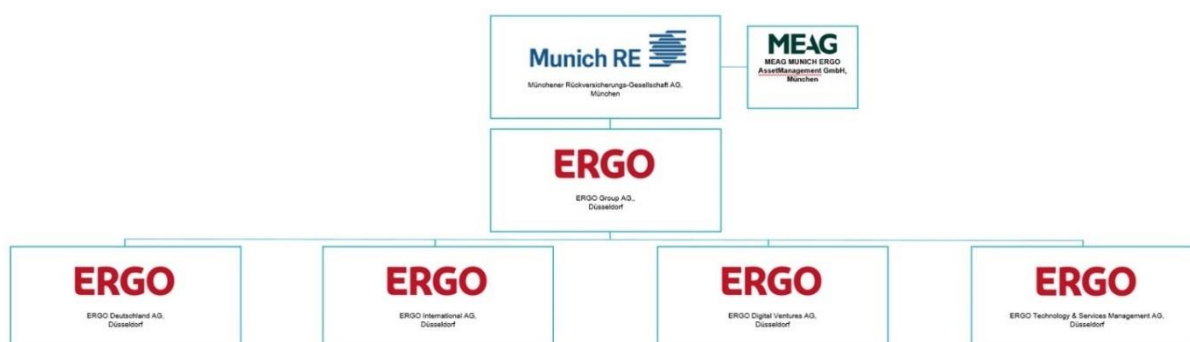 Munich RE
Münchener Rückversicherungs-Gesellschaft AG,
München
MEAG
MEAG MUNICH ERGO
AssetManagement GmbH,
München
ERGO
ERGO Group AG,,
Düsseldorf
ERGO
ERGO Deutschland AG,
Düsseldorf
ERGO
ERGO International AG,
Düsseldorf
ERGO
ERGO Digital Ventures AG,
Düsseldorf
ERGO
ERGO Technology & Services Management AG,
Düsseldorf